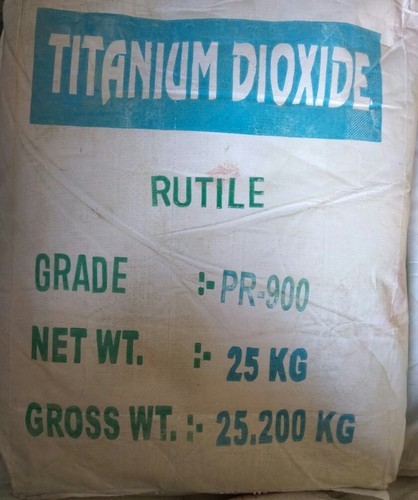 TITANIUM DIOXIDE
RUTILE
GRADE :- PR-900
NET WT. :- 25 KG
GROSS WT. :- 25.200 KG